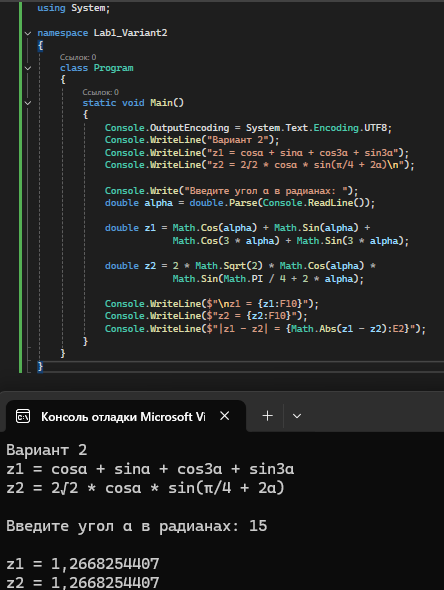 using System;
namespace Lab1_Variant2
{
Ссылок: 0
class Program
{
Ссылок: 0
static void Main()
{
Console.OutputEncoding = System.Text.Encoding.UTF8;
Console.WriteLine("Вариант 2");
Console.WriteLine("z1 = cosα + sinα + cos3α + sin3α");
Console.WriteLine("z2 = 2√2 * cosα * sin(π/4 + 2α)\n");
Console.Write("Введите угол α в радианах: ");
double alpha = double.Parse(Console.ReadLine());
double z1 = Math.Cos(alpha) + Math.Sin(alpha) +
Math.Cos(3 * alpha) + Math.Sin(3 * alpha);
double z2 = 2 * Math.Sqrt(2) * Math.Cos(alpha) *
Math.Sin(Math.PI / 4 + 2 * alpha);
Console.WriteLine($"\nz1 = {z1:F10}");
Console.WriteLine($"z2 = {z2:F10}");
Console.WriteLine($"|z1 - z2| = {Math.Abs(z1 - z2):E2}");
}
}
}
Консоль отладки Microsoft Vi
Вариант 2
z1 = cosα + sinα + cos3α + sin3α
z2 = 2√2 * cosα * sin(π/4 + 2α)
Введите угол α в радианах: 15
z1 = 1,2668254407
z2 = 1,2668254407